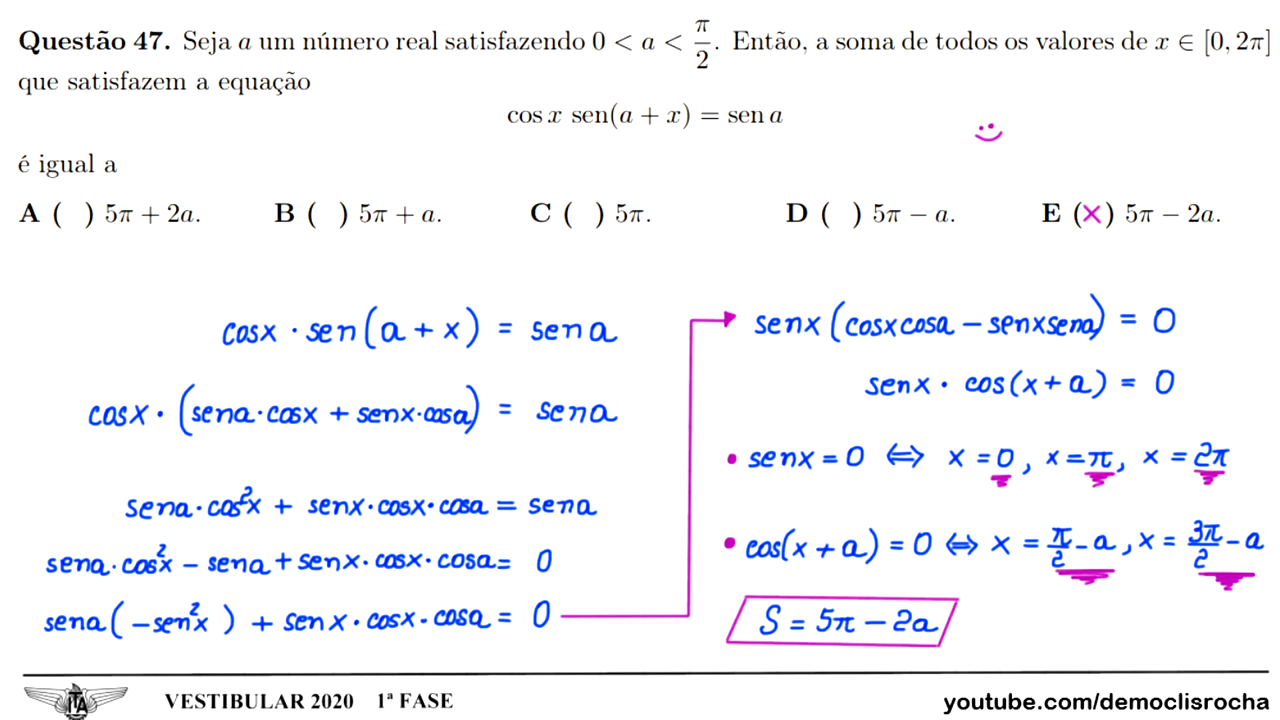 Questão 47. Seja a um número real satisfazendo 0 < a < π/2. Então, a soma de todos os valores de x ∈ [0, 2π]
que satisfazem a equação
cos x sen(a + x) = sen a
é igual a
A ( ) 5π + 2a. B ( ) 5π + a. C ( ) 5π. D ( ) 5π − a. E (×) 5π − 2a.
cosx · sen(a + x) = sena
cosx · (sena·cosx + senx·cosa) = sena
sena·cos²x + senx·cosx·cosa = sena
sena·cos²x − sena + senx·cosx·cosa = 0
sena(−sen²x) + senx·cosx·cosa = 0
senx(cosxcosa − senxsena) = 0
senx · cos(x+a) = 0
• senx = 0 ⟺ x = 0, x = π, x = 2π
• cos(x + a) = 0 ⟺ x = π/2 − a, x = 3π/2 − a
S = 5π − 2a
ITA
VESTIBULAR 2020 1ª FASE
youtube.com/democlisrocha